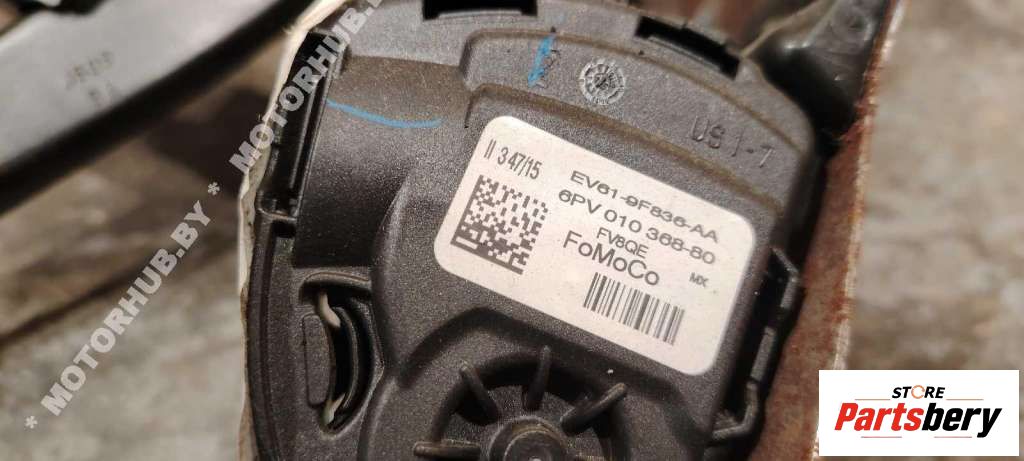 US 1-7
II 347/15
EV61-9F836-AA
6PV 010 368-80
FV8QE
FoMoCo
MX
* MOTORHUB.BY * MOTORHUB.BY *
STORE
Partsbery